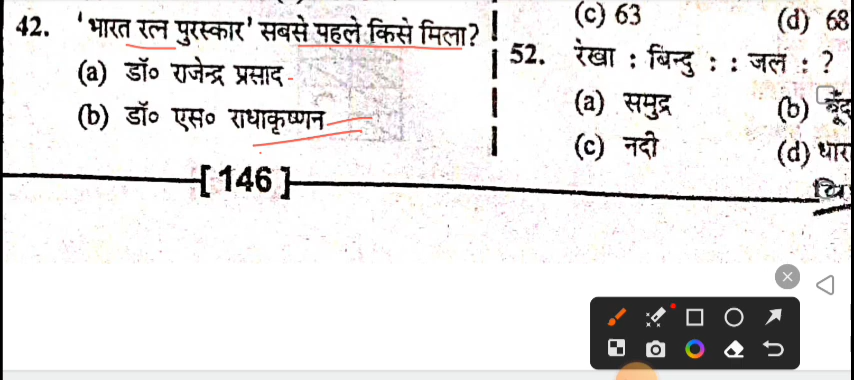 42. 'भारत रत्न पुरस्कार' सबसे पहले किसे मिला?
(a) डॉ० राजेन्द्र प्रसाद
(b) डॉ० एस० राधाकृष्णन
[146]
(c) 63 (d) 68
52. रेखा : बिन्दु : : जल : ?
(a) समुद्र (b)
(c) नदी (d)